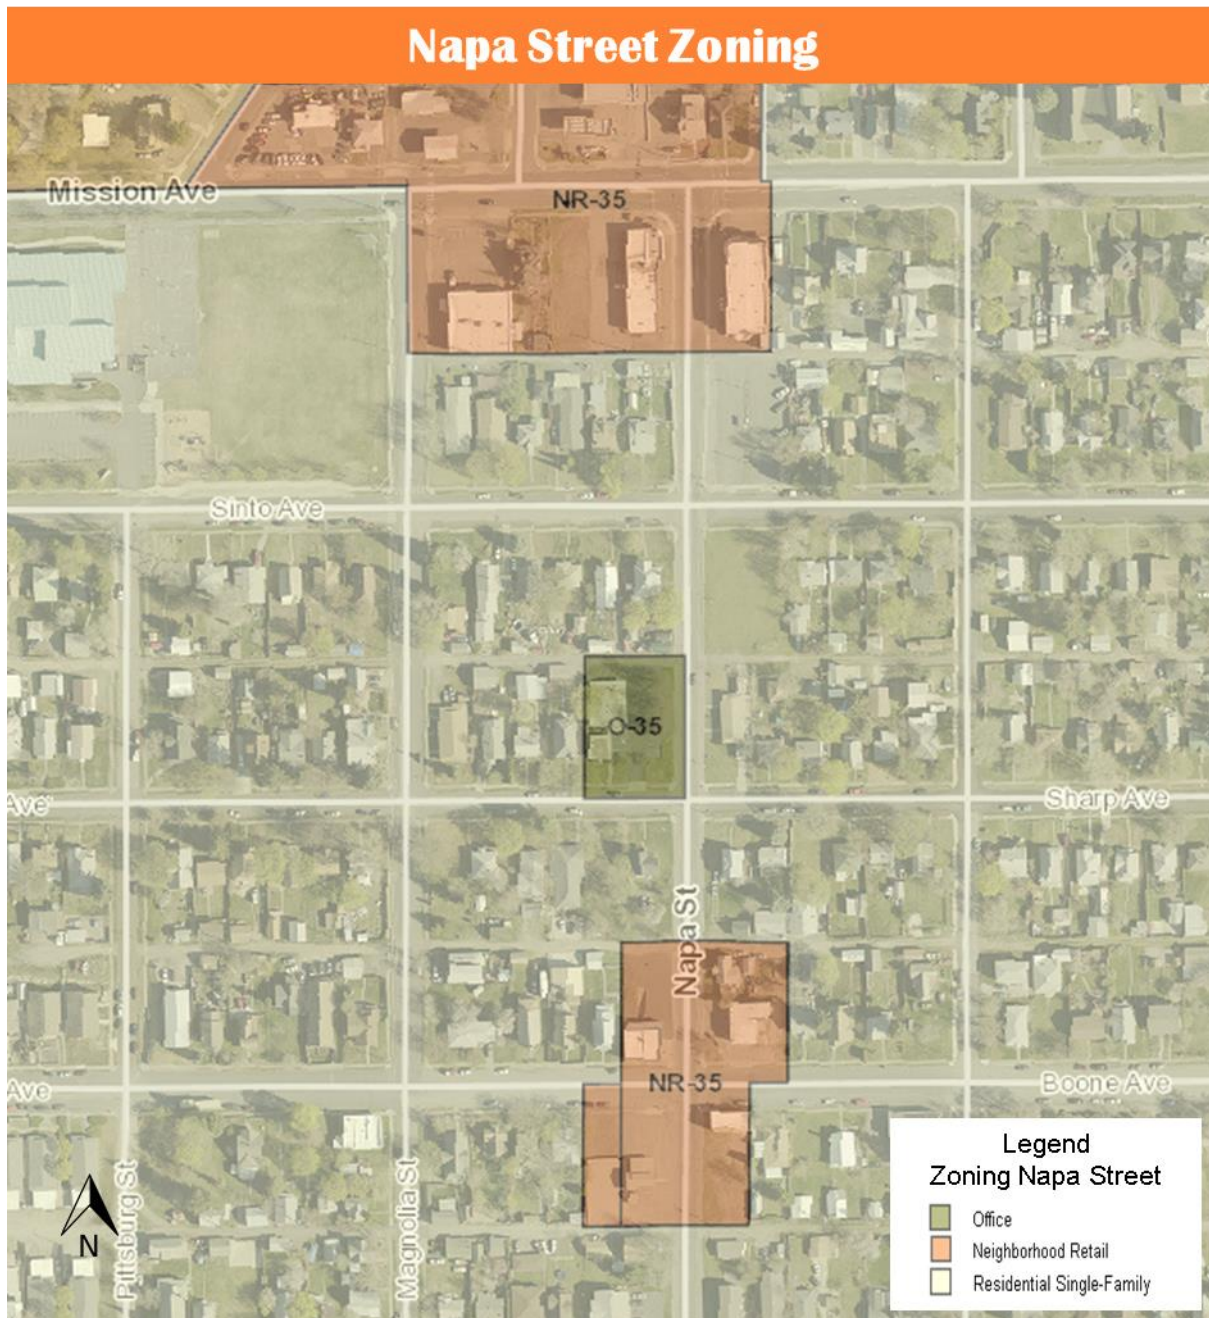 Napa Street Zoning
Mission Ave
NR-35
Sinto Ave
O-35
Ave
Sharp Ave
Napa St
NR-35
Ave
Boone Ave
Pittsburg St
Magnolia St
N
Legend
Zoning Napa Street
Office
Neighborhood Retail
Residential Single-Family